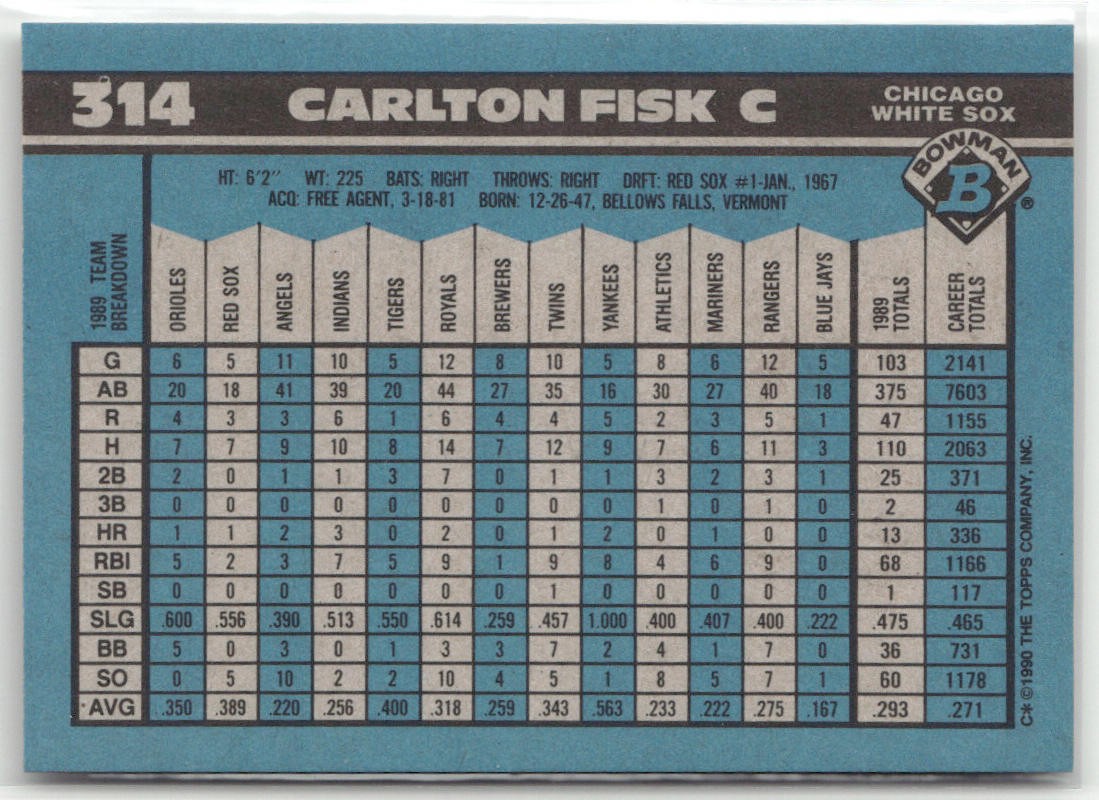 314 CARLTON FISK C CHICAGO WHITE SOX
BOWMAN
B ®
HT: 6'2" WT: 225 BATS: RIGHT THROWS: RIGHT DRFT: RED SOX #1-JAN., 1967
ACQ: FREE AGENT, 3-18-81 BORN: 12-26-47, BELLOWS FALLS, VERMONT
1989 TEAM BREAKDOWN ORIOLES RED SOX ANGELS INDIANS TIGERS ROYALS BREWERS TWINS YANKEES ATHLETICS MARINERS RANGERS BLUE JAYS 1989 TOTALS CAREER TOTALS
G 6 5 11 10 5 12 8 10 5 8 6 12 5 103 2141
AB 20 18 41 39 20 44 27 35 16 30 27 40 18 375 7603
R 4 3 3 6 1 6 4 4 5 2 3 5 1 47 1155
H 7 7 9 10 8 14 7 12 9 7 6 11 3 110 2063
2B 2 0 1 1 3 7 0 1 1 3 2 3 1 25 371
3B 0 0 0 0 0 0 0 0 0 1 0 1 0 2 46
HR 1 1 2 3 0 2 0 1 2 0 1 0 0 13 336
RBI 5 2 3 7 5 9 1 9 8 4 6 9 0 68 1166
SB 0 0 0 0 0 0 0 1 0 0 0 0 0 1 117
SLG .600 .556 .390 .513 .550 .614 .259 .457 1.000 .400 .407 .400 .222 .475 .465
BB 5 0 3 0 1 3 3 7 2 4 1 7 0 36 731
SO 0 5 10 2 2 10 4 5 1 8 5 7 1 60 1178
AVG .350 .389 .220 .256 .400 .318 .259 .343 .563 .233 .222 .275 .167 .293 .271
C* ©1990 THE TOPPS COMPANY, INC.